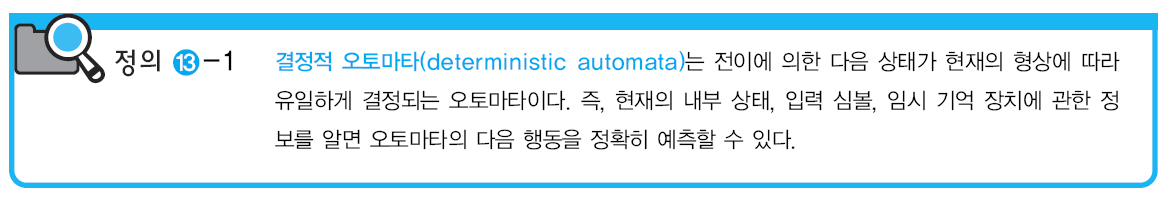 정의 13-1 결정적 오토마타(deterministic automata)는 전이에 의한 다음 상태가 현재의 형상에 따라
유일하게 결정되는 오토마타이다. 즉, 현재의 내부 상태, 입력 심볼, 임시 기억 장치에 관한 정
보를 알면 오토마타의 다음 행동을 정확히 예측할 수 있다.